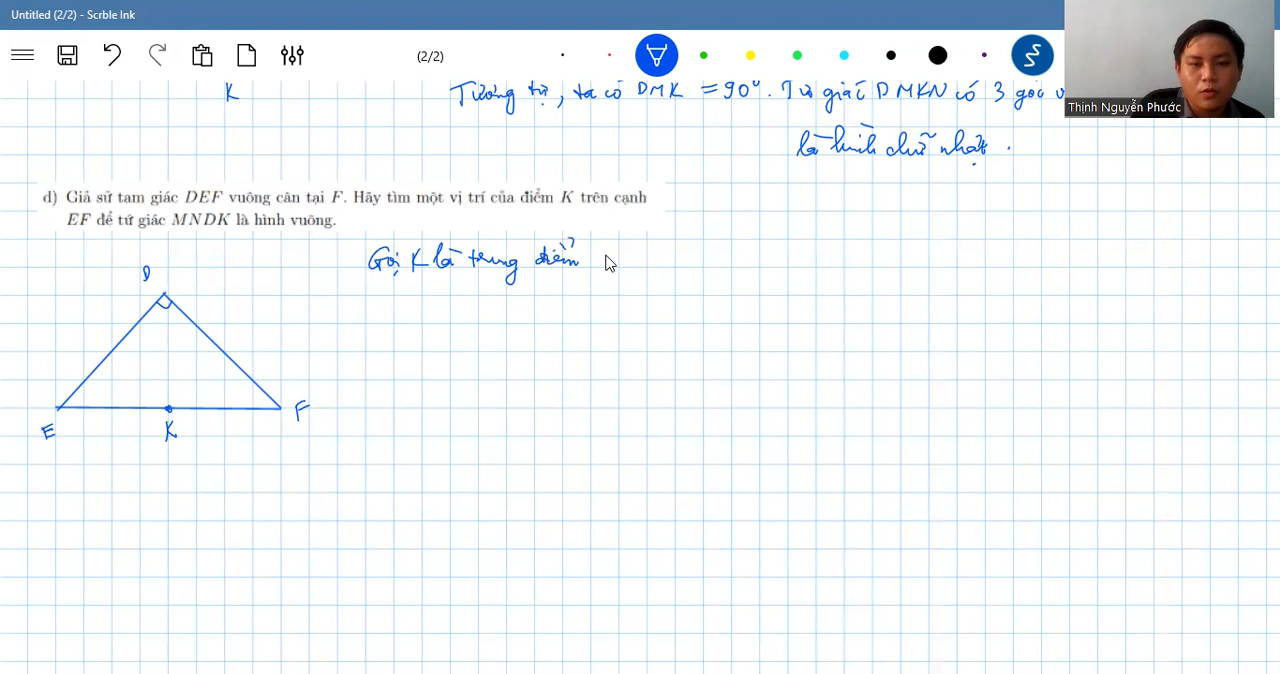 Untitled (2/2) - Scrble Ink
(2/2)
Thịnh Nguyễn Phước
K
Tương tự, ta có DMK = 90°. Tứ giác DMKN có 3 góc
là hình chữ nhật.
d) Giả sử tam giác DEF vuông cân tại F. Hãy tìm một vị trí của điểm K trên cạnh
EF để tứ giác MNDK là hình vuông.
Gọi K là trung điểm
D
E
K
F